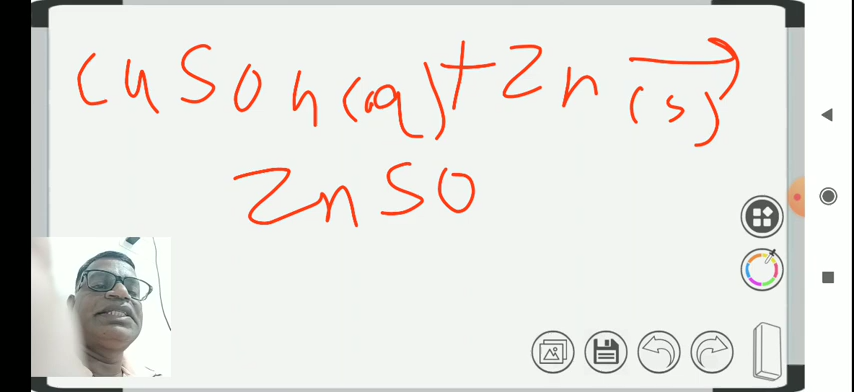 CuSO4(aq) + Zn (s) →
ZnSO